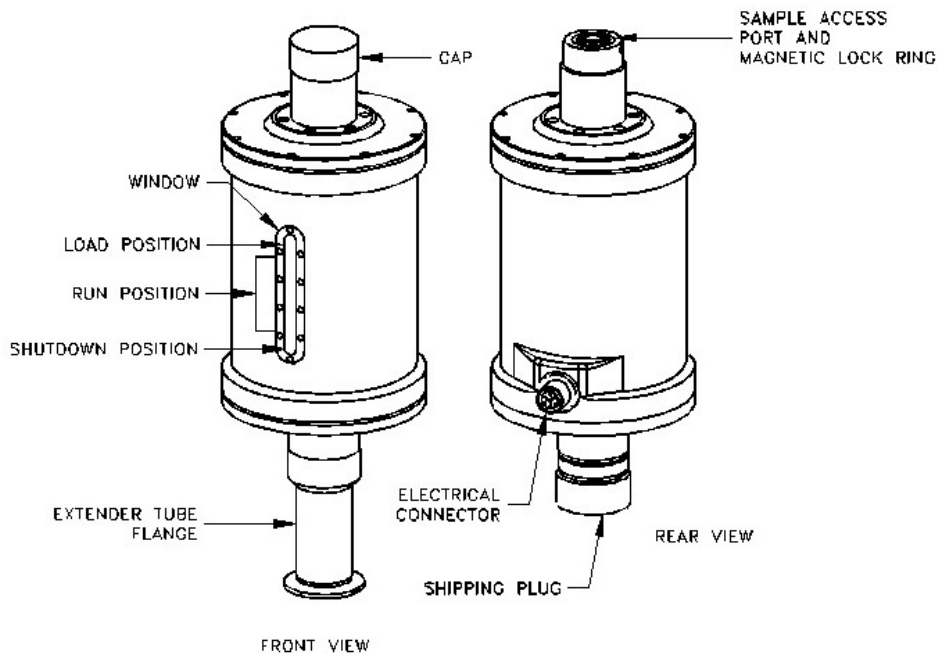 SAMPLE ACCESS
PORT AND
MAGNETIC LOCK RING
CAP
WINDOW
LOAD POSITION
RUN POSITION
SHUTDOWN POSITION
EXTENDER TUBE
FLANGE
ELECTRICAL
CONNECTOR
REAR VIEW
SHIPPING PLUG
FRONT VIEW